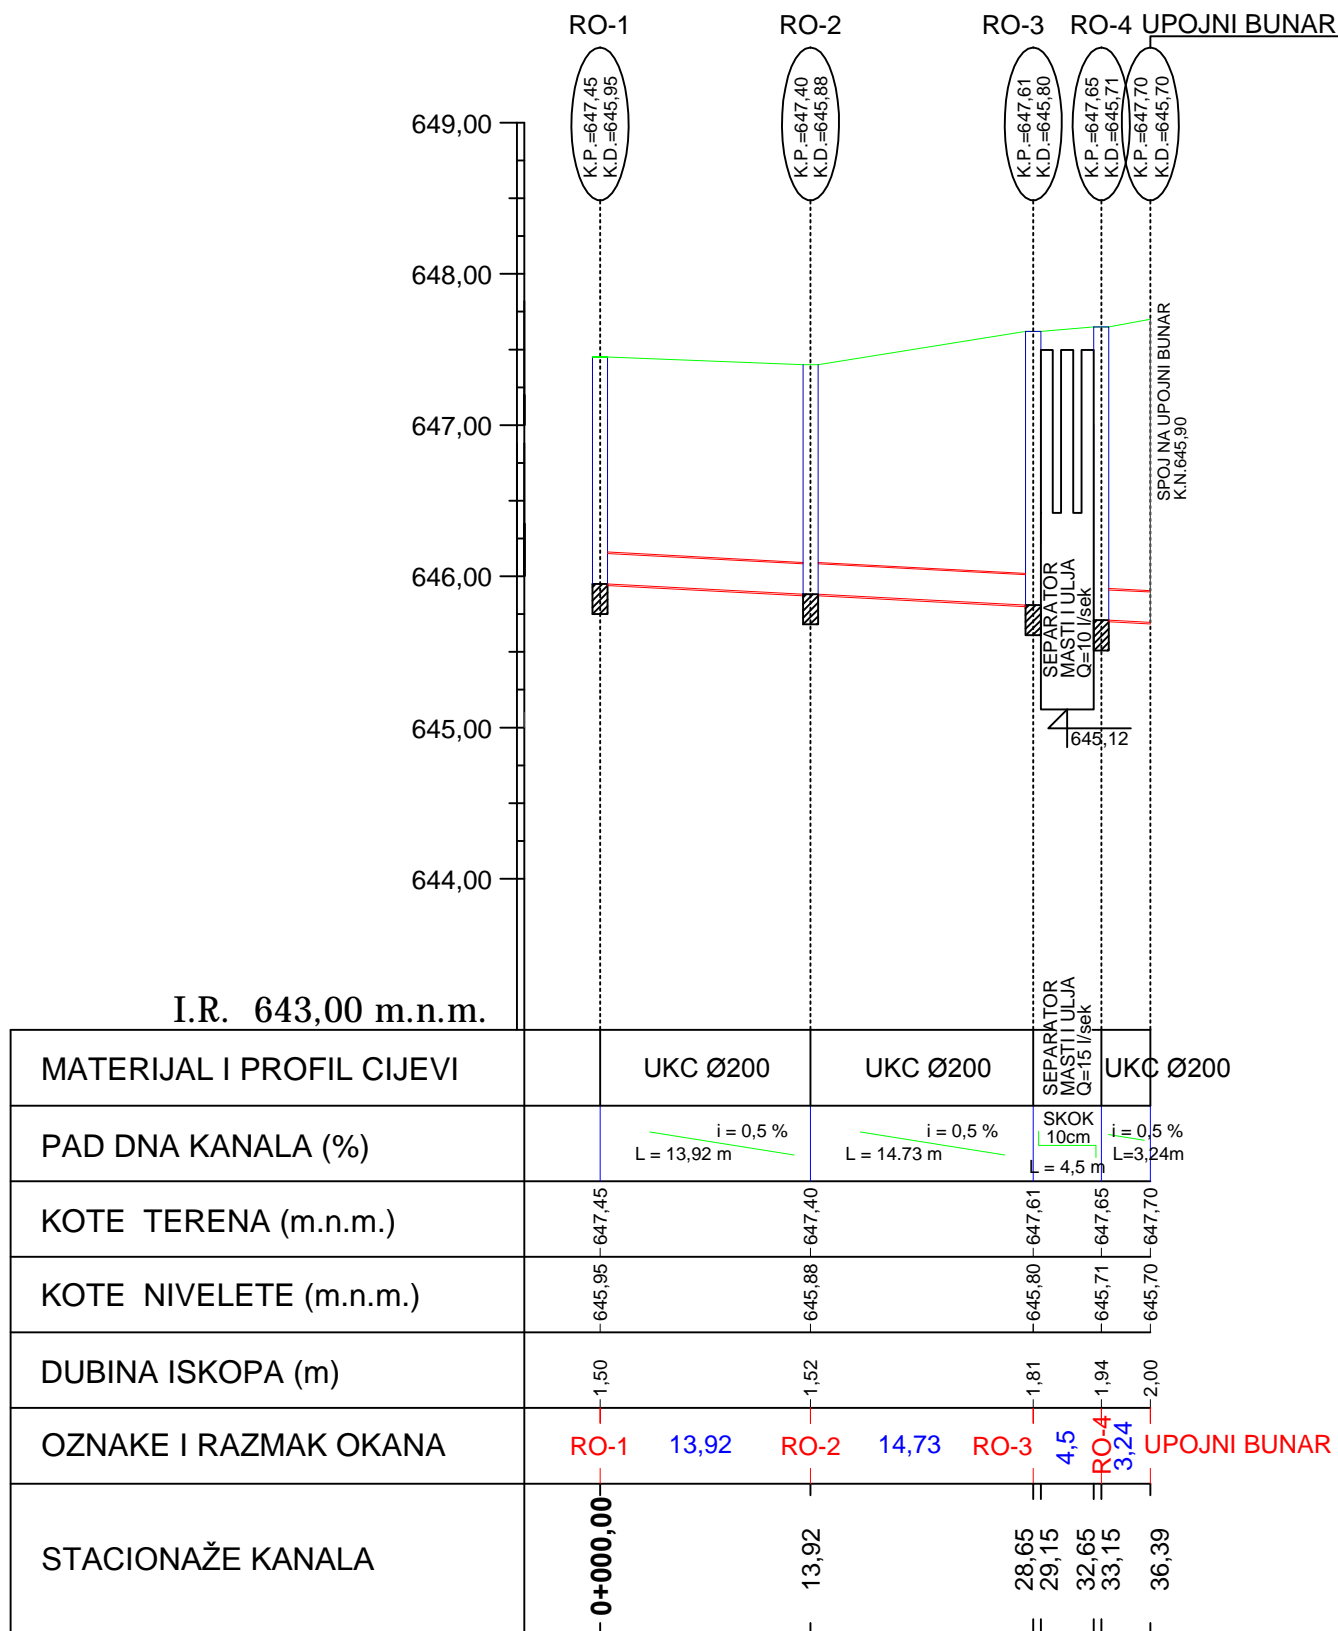 RO-1 RO-2 RO-3 RO-4 UPOJNI BUNAR
K.P.=647,45
K.D.=645,95
K.P.=647,40
K.D.=645,88
K.P.=647,61
K.D.=645,80
K.P.=647,65
K.D.=645,71
K.P.=647,70
K.D.=645,70
649,00
648,00
647,00
646,00
645,00
644,00
SPOJ NA UPOJNI BUNAR
K.N.645,90
SEPARATOR
MASTI I ULJA
Q=10 l/sek
645,12
I.R. 643,00 m.n.m.
MATERIJAL I PROFIL CIJEVI
UKC Ø200
UKC Ø200
SEPARATOR
MASTI I ULJA
Q=15 l/sek
UKC Ø200
PAD DNA KANALA (%)
i = 0,5 %
L = 13,92 m
i = 0,5 %
L = 14.73 m
SKOK
10cm
L = 4,5 m
i = 0,5 %
L=3,24m
KOTE TERENA (m.n.m.)
647,45
647,40
647,61
647,65
647,70
KOTE NIVELETE (m.n.m.)
645,95
645,88
645,80
645,71
645,70
DUBINA ISKOPA (m)
1,50
1,52
1,81
1,94
2,00
OZNAKE I RAZMAK OKANA
RO-1
13,92
RO-2
14,73
RO-3
4,5
RO-4
3,24
UPOJNI BUNAR
STACIONAŽE KANALA
0+000,00
13,92
28,65
29,15
32,65
33,15
36,39